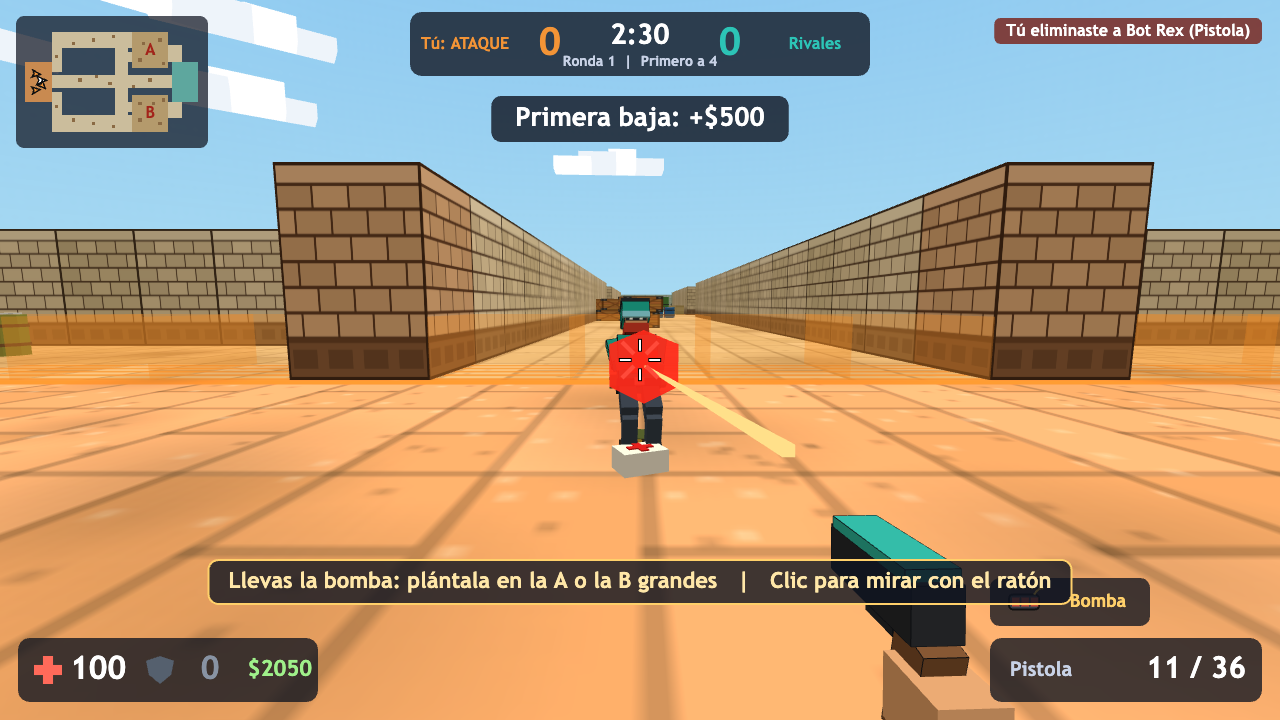 A
B
Tú: ATAQUE 0 2:30 0 Rivales
Ronda 1 | Primero a 4
Tú eliminaste a Bot Rex (Pistola)
Primera baja: +$500
Llevas la bomba: plántala en la A o la B grandes | Clic para mirar con el ratón
Bomba
100 0 $2050
Pistola 11 / 36